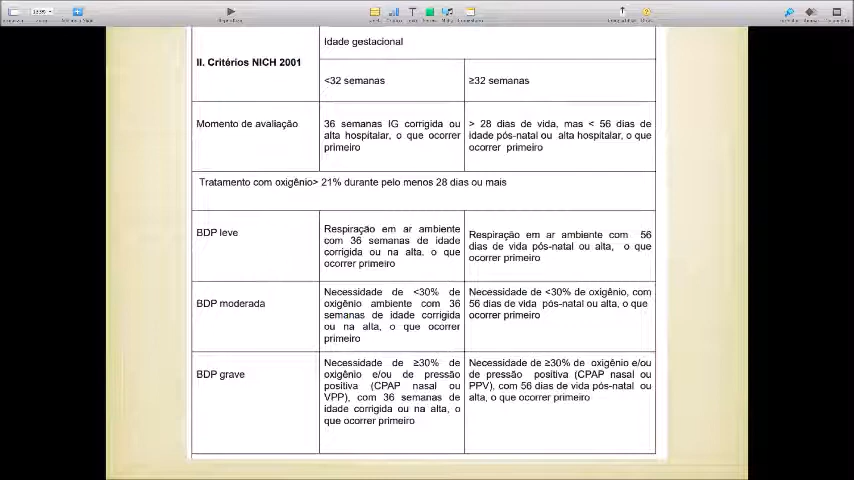 Idade gestacional
II. Critérios NICH 2001
<32 semanas
≥32 semanas
Momento de avaliação
36 semanas IG corrigida ou
alta hospitalar, o que ocorrer
primeiro
> 28 dias de vida, mas < 56 dias de
idade pós-natal ou alta hospitalar, o que
ocorrer primeiro
Tratamento com oxigênio> 21% durante pelo menos 28 dias ou mais
BDP leve
Respiração em ar ambiente
com 36 semanas de idade
corrigida ou na alta, o que
ocorrer primeiro
Respiração em ar ambiente com 56
dias de vida pós-natal ou alta, o que
ocorrer primeiro
BDP moderada
Necessidade de <30% de
oxigênio ambiente com 36
semanas de idade corrigida
ou na alta, o que ocorrer
primeiro
Necessidade de <30% de oxigênio, com
56 dias de vida pós-natal ou alta, o que
ocorrer primeiro
BDP grave
Necessidade de ≥30% de
oxigênio e/ou de pressão
positiva (CPAP nasal ou
VPP), com 36 semanas de
idade corrigida ou na alta, o
que ocorrer primeiro
Necessidade de ≥30% de oxigênio e/ou
de pressão positiva (CPAP nasal ou
PPV), com 56 dias de vida pós-natal ou
alta, o que ocorrer primeiro